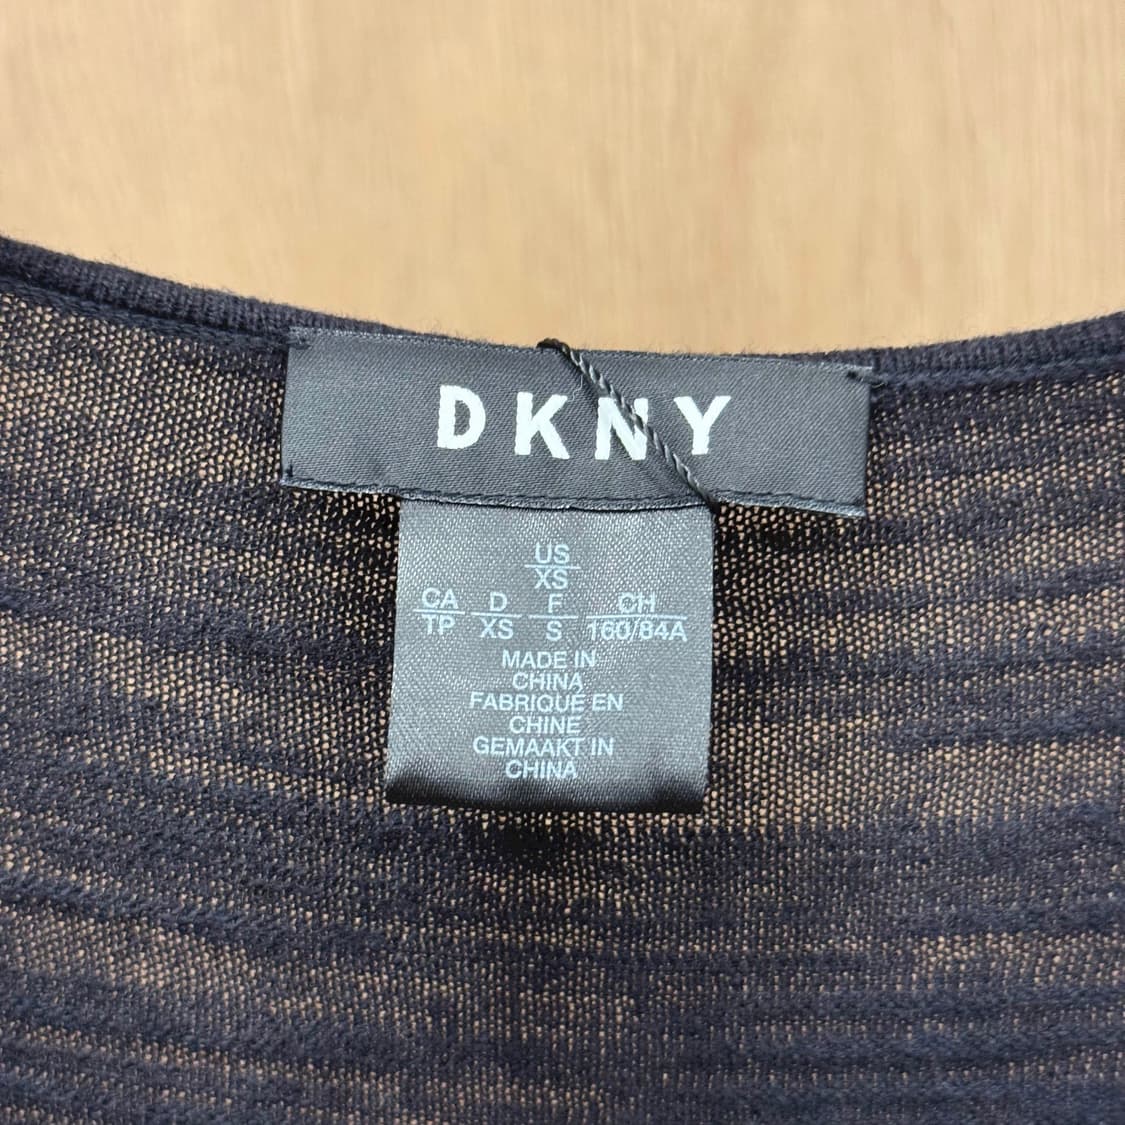 DKNY
US
XS
CA D F CH
TP XS S 160/84A
MADE IN
CHINA
FABRIQUÉ EN
CHINE
GEMAAKT IN
CHINA